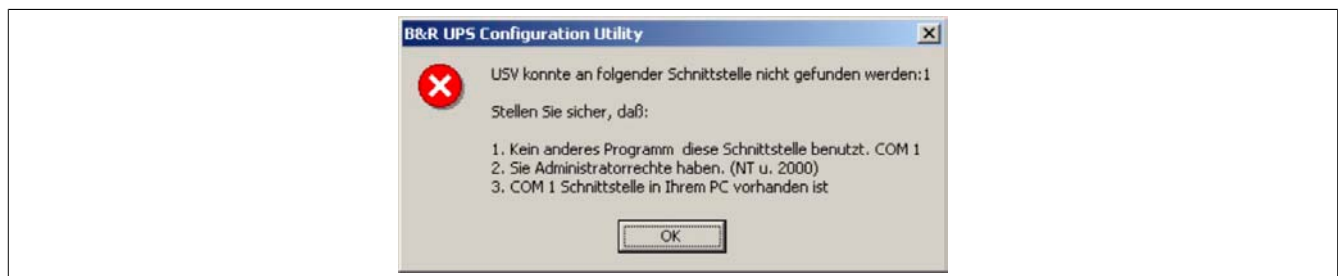 B&R UPS Configuration Utility
USV konnte an folgender Schnittstelle nicht gefunden werden:1
Stellen Sie sicher, daß:
1. Kein anderes Programm  diese Schnittstelle benutzt. COM 1
2. Sie Administratorrechte haben. (NT u. 2000)
3. COM 1 Schnittstelle in Ihrem PC vorhanden ist
OK